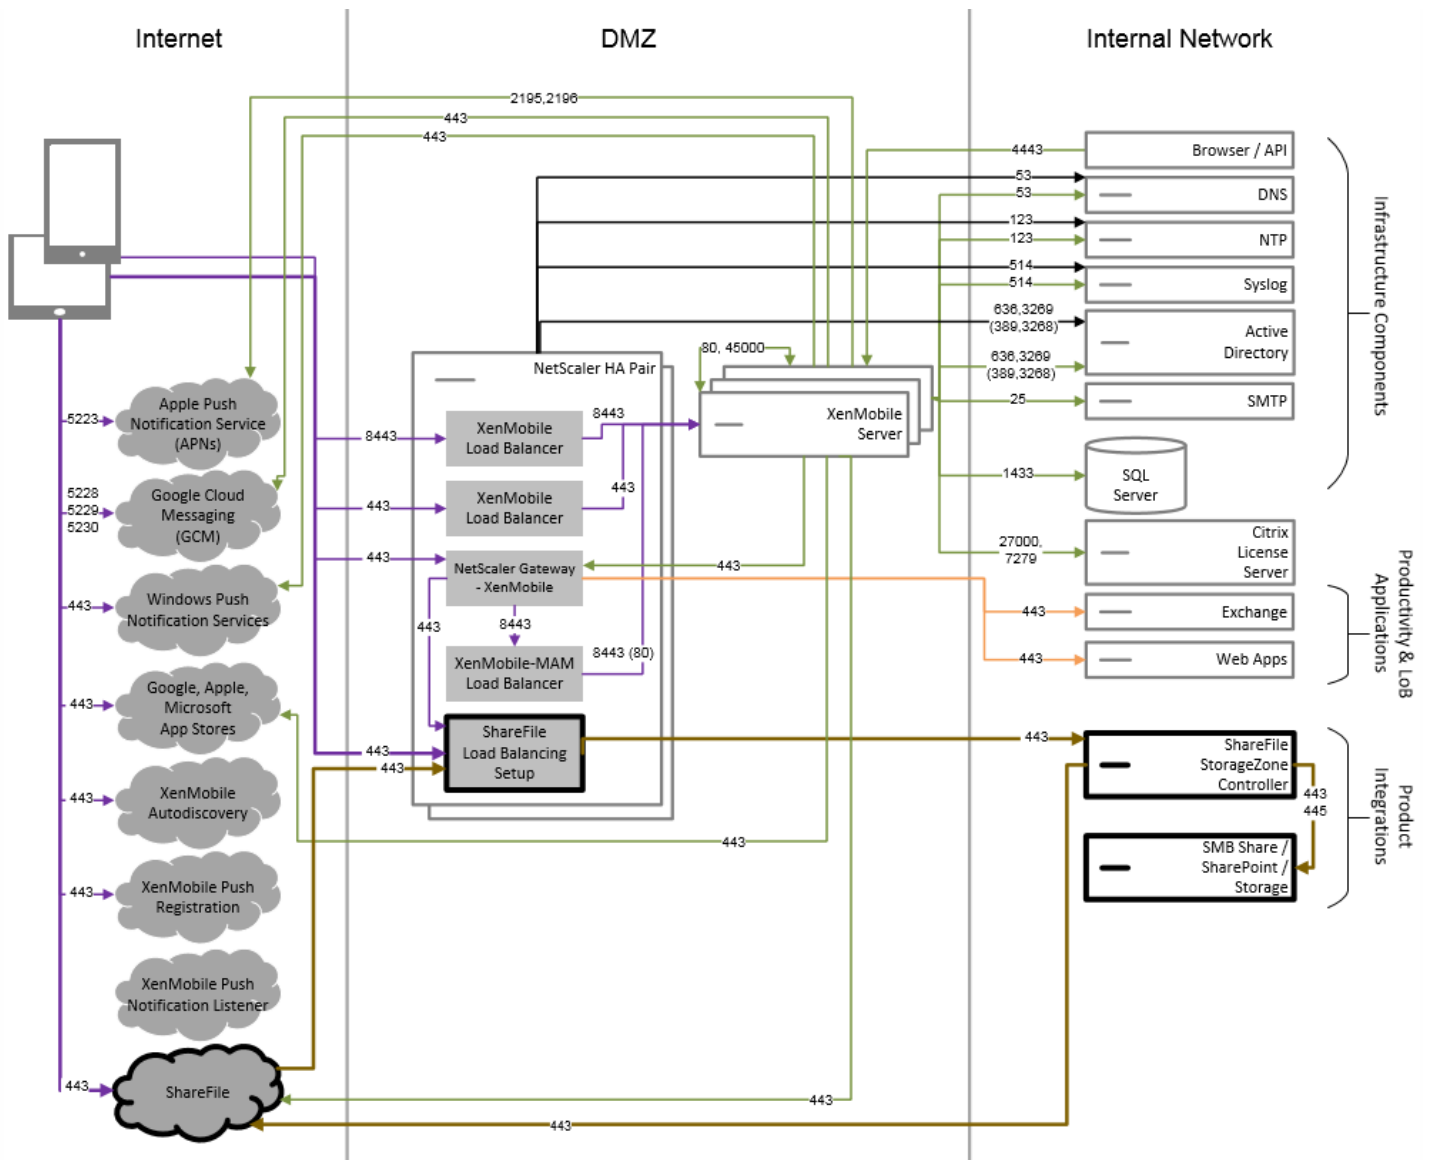 Internet
DMZ
Internal Network
2195,2196
443
443
4443
Browser / API
53
53
DNS
123
123
NTP
514
514
Syslog
636,3269
(389,3268)
636,3269
(389,3268)
Active
Directory
25
SMTP
1433
SQL
Server
27000,
7279
Citrix
License
Server
443
Exchange
443
Web Apps
443
ShareFile
StorageZone
Controller
443
445
SMB Share /
SharePoint /
Storage
Infrastructure Components
Productivity & LoB
Applications
Product
Integrations
NetScaler HA Pair
80, 45000
XenMobile
Server
8443
XenMobile
Load Balancer
8443
443
XenMobile
Load Balancer
443
443
NetScaler Gateway
- XenMobile
443
443
8443
XenMobile-MAM
Load Balancer
8443 (80)
443
443
ShareFile
Load Balancing
Setup
443
5223
Apple Push
Notification Service
(APNs)
5228
5229
5230
Google Cloud
Messaging
(GCM)
443
Windows Push
Notification Services
443
Google, Apple,
Microsoft
App Stores
443
XenMobile
Autodiscovery
443
XenMobile Push
Registration
XenMobile Push
Notification Listener
443
ShareFile
443
443